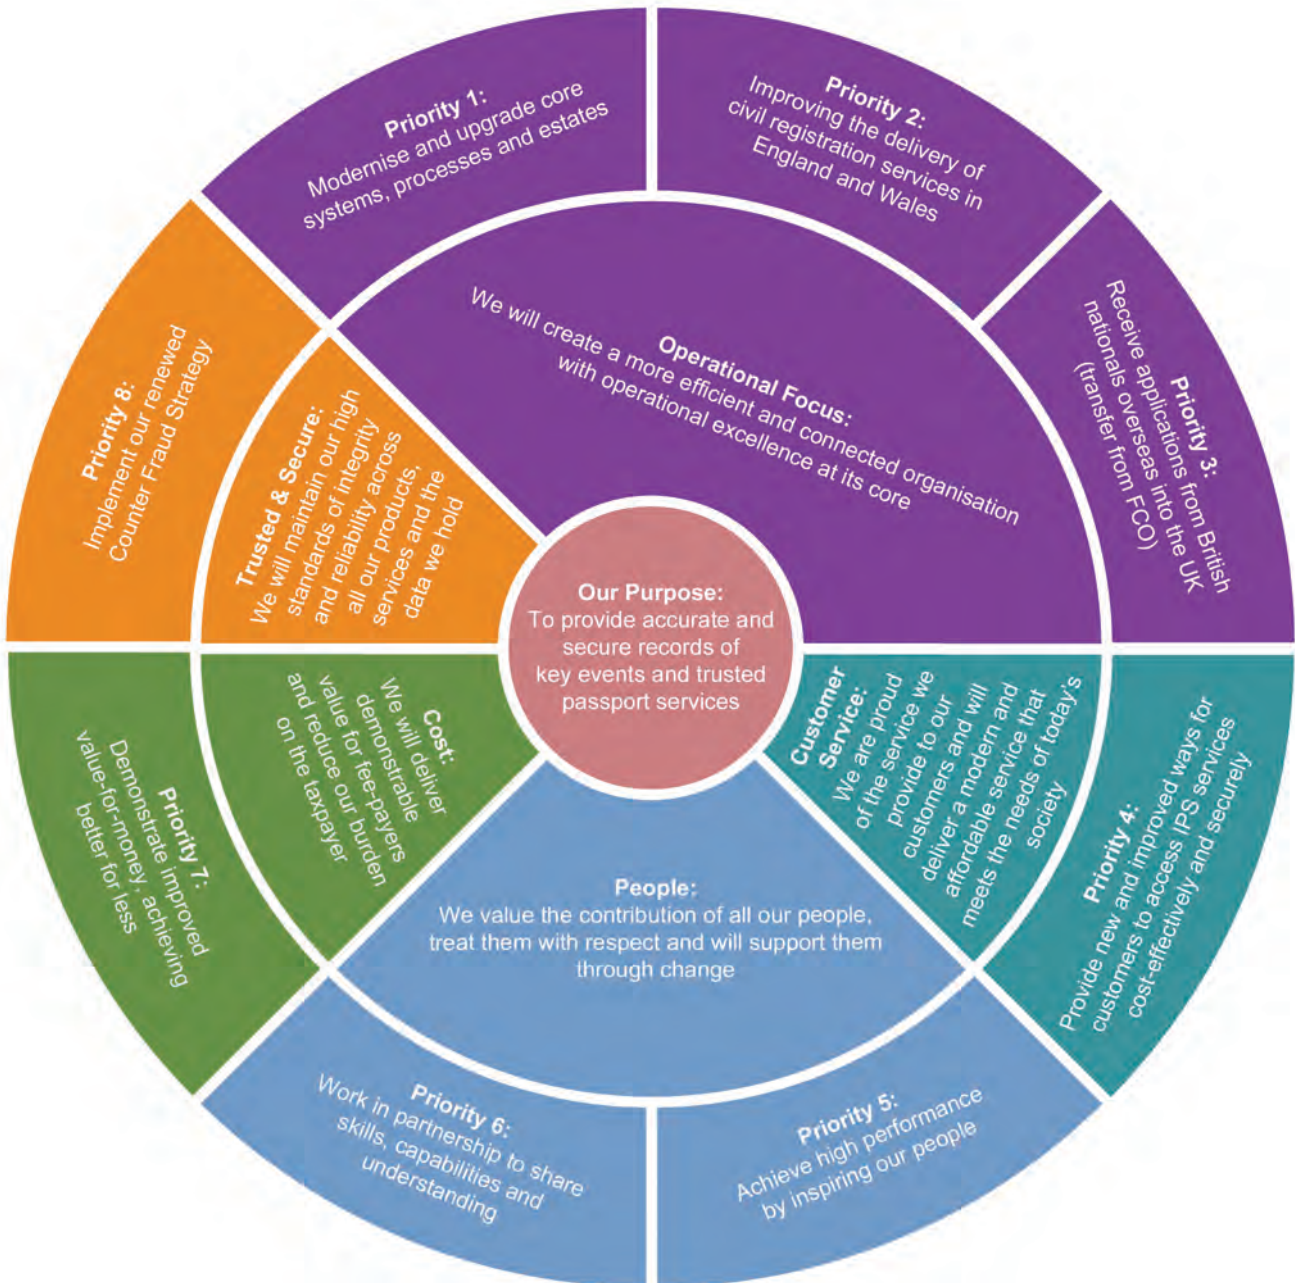 Priority 1:
Modernise and upgrade core
systems, processes and estates
Priority 2:
Improving the delivery of
civil registration services in
England and Wales
Priority 3:
Receive applications from British
nationals overseas into the UK
(transfer from FCO)
Priority 4:
Provide new and improved ways for
customers to access IPS services
cost-effectively and securely
Priority 5:
Achieve high performance
by inspiring our people
Priority 6:
Work in partnership to share
skills, capabilities and
understanding
Priority 7:
Demonstrate improved
value-for-money; achieving
better for less
Priority 8:
Implement our renewed
Counter Fraud Strategy
Operational Focus:
We will create a more efficient and connected organisation
with operational excellence at its core
Customer
Service:
We are proud
of the service we
provide to our
customers and will
deliver a modern and
affordable service that
meets the needs of today's
society
People:
We value the contribution of all our people,
treat them with respect and will support them
through change
Cost:
We will deliver
demonstrable
value for fee-payers
and reduce our burden
on the taxpayer
Trusted & Secure:
We will maintain our high
standards of integrity
and reliability across
all our products,
services and the
data we hold
Our Purpose:
To provide accurate and
secure records of
key events and trusted
passport services